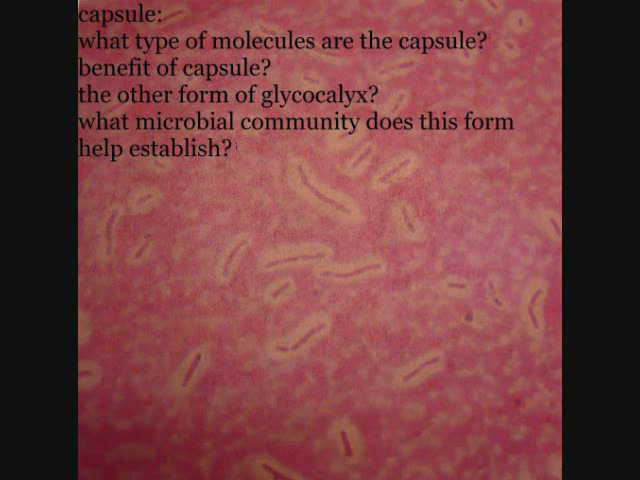 capsule:
what type of molecules are the capsule?
benefit of capsule?
the other form of glycocalyx?
what microbial community does this form
help establish?